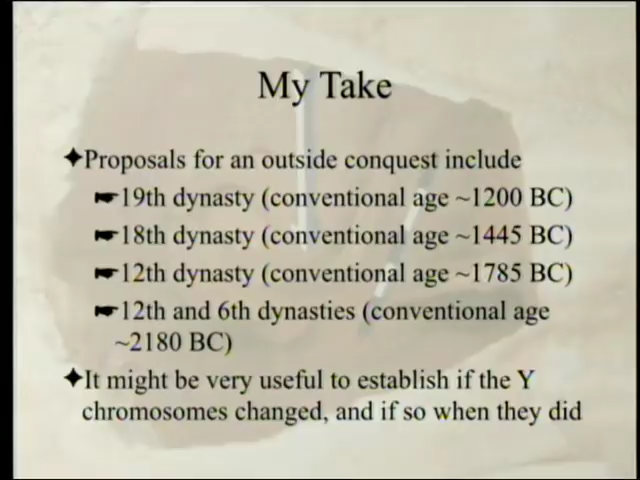 My Take
Proposals for an outside conquest include
19th dynasty (conventional age ~1200 BC)
18th dynasty (conventional age ~1445 BC)
12th dynasty (conventional age ~1785 BC)
12th and 6th dynasties (conventional age
~2180 BC)
It might be very useful to establish if the Y
chromosomes changed, and if so when they did